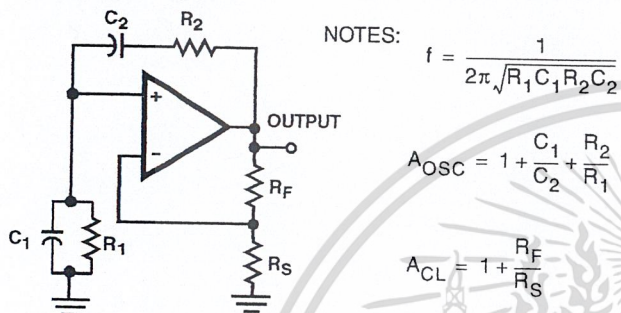 C2 R2
+
−
OUTPUT
RF
RS
C1 R1
NOTES:
f = 1 / 2π√R1C1R2C2
AOSC = 1 + C1/C2 + R2/R1
ACL = 1 + RF/RS